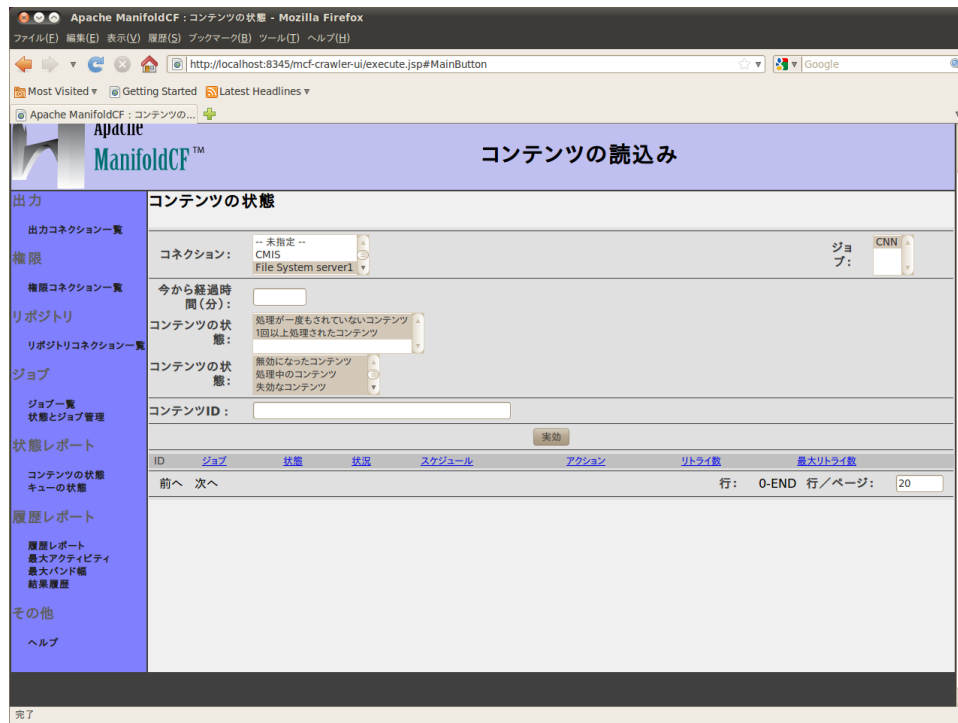 Apache ManifoldCF : コンテンツの状態 - Mozilla Firefox
ファイル(F) 編集(E) 表示(V) 履歴(S) ブックマーク(B) ツール(T) ヘルプ(H)
http://localhost:8345/mcf-crawler-ui/execute.jsp#MainButton
Google
Most Visited Getting Started Latest Headlines
Apache ManifoldCF : コンテンツの...
Apache
ManifoldCF™
コンテンツの読込み
出力
出力コネクション一覧
権限
権限コネクション一覧
リポジトリ
リポジトリコネクション一覧
ジョブ
ジョブ一覧
状態とジョブ管理
状態レポート
コンテンツの状態
キューの状態
履歴レポート
履歴レポート
最大アクティビティ
最大バンド幅
結果履歴
その他
ヘルプ
コンテンツの状態
コネクション:
-- 未指定 --
CMIS
File System server1
ジョ
ブ:
CNN
今から経過時
間(分):
コンテンツの状
態:
処理が一度もされていないコンテンツ
1回以上処理されたコンテンツ
コンテンツの状
態:
無効になったコンテンツ
処理中のコンテンツ
失効なコンテンツ
コンテンツID:
実効
ID ジョブ 状態 状況 スケジュール アクション リトライ数 最大リトライ数
前へ 次へ 行: 0-END 行/ページ: 20
完了